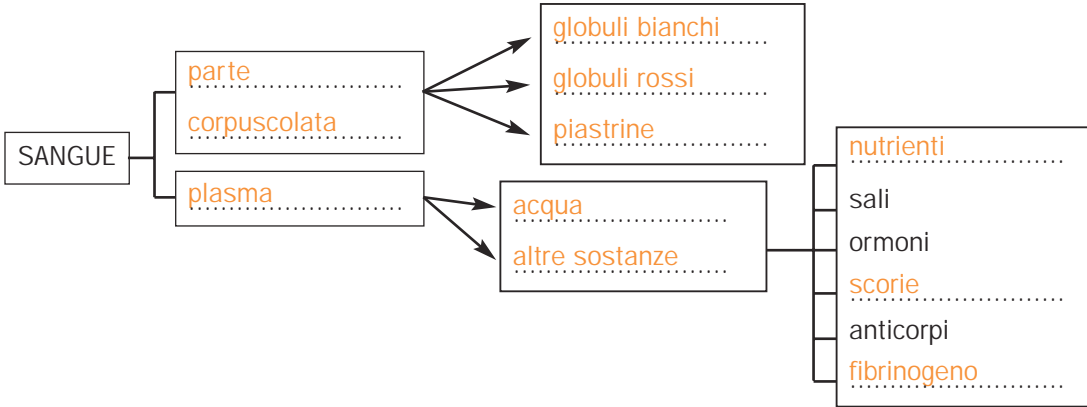 SANGUE
parte
corpuscolata
globuli bianchi
globuli rossi
piastrine
plasma
acqua
altre sostanze
nutrienti
sali
ormoni
scorie
anticorpi
fibrinogeno